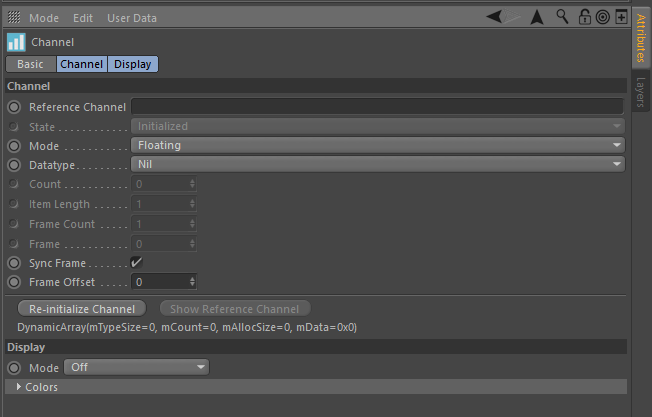 Mode Edit User Data
Channel
Basic Channel Display
Channel
Reference Channel
State . . . . . . . . . . . Initialized
Mode . . . . . . . . . . . Floating
Datatype . . . . . . . . Nil
Count . . . . . . . . . . 0
Item Length . . . . . . 1
Frame Count . . . . . 1
Frame . . . . . . . . . . 0
Sync Frame . . . . . . .
Frame Offset . . . . . 0
Re-initialize Channel Show Reference Channel
DynamicArray(mTypeSize=0, mCount=0, mAllocSize=0, mData=0x0)
Display
Mode Off
Colors
Attributes
Layers